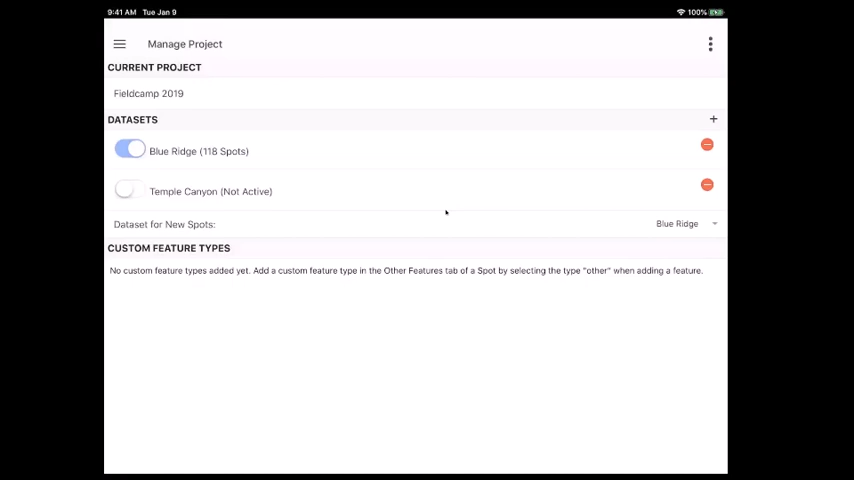 9:41 AM Tue Jan 9
100%
Manage Project
CURRENT PROJECT
Fieldcamp 2019
DATASETS
Blue Ridge (118 Spots)
Temple Canyon (Not Active)
Dataset for New Spots: Blue Ridge
CUSTOM FEATURE TYPES
No custom feature types added yet. Add a custom feature type in the Other Features tab of a Spot by selecting the type "other" when adding a feature.